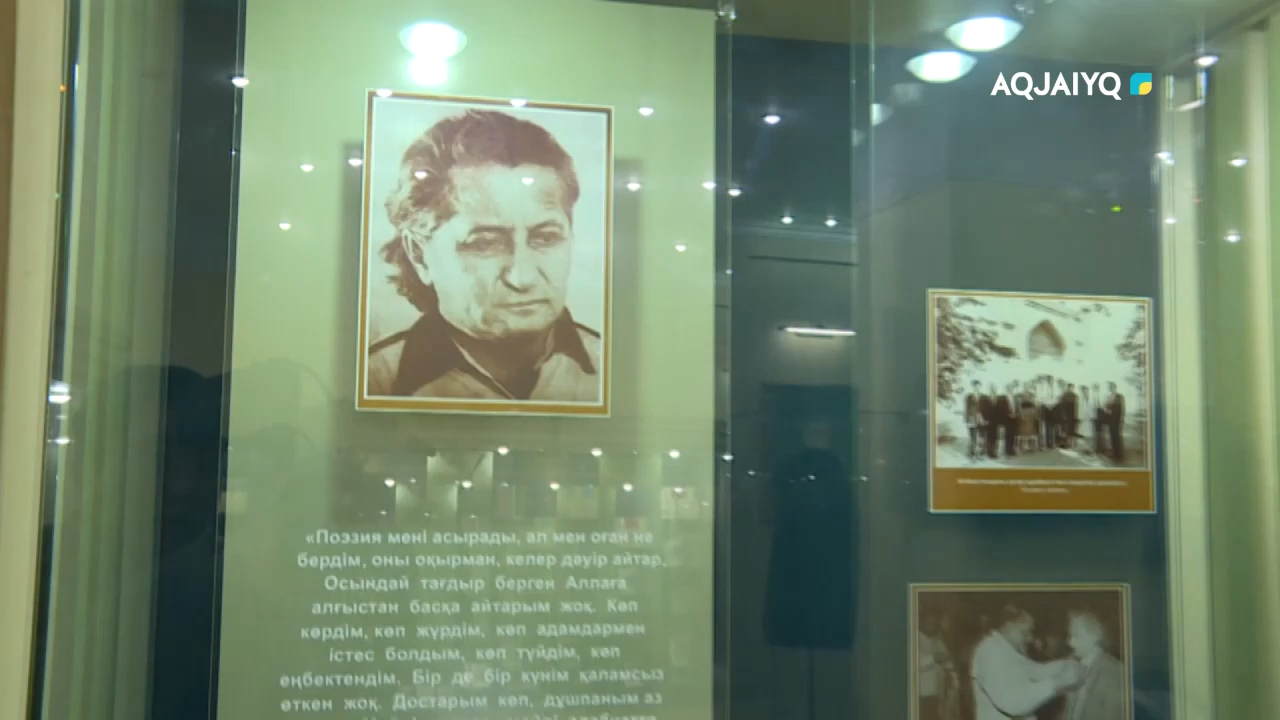 AQJAIYQ
«Поэзия мені асырады, ал мен оған не
бердім, оны оқырман, келер дәуір айтар.
Осындай тағдыр берген Аллаға
алғыстан басқа айтарым жоқ. Көп
көрдім, көп жүрдім, көп адамдармен
істес болдым, көп түйдім, көп
еңбектендім. Бір де бір күнім қаламсыз
өткен жоқ. Достарым көп, дұшпаным аз